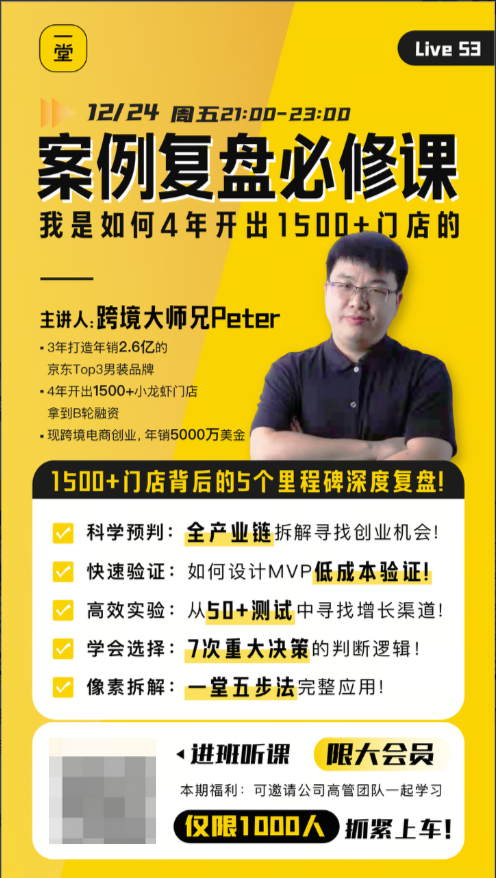 一堂
Live 53
12/24 周五21:00-23:00
案例复盘必修课
我是如何4年开出1500+门店的
主讲人:跨境大师兄Peter
▪ 3年打造年销2.6亿的
京东Top3男装品牌
▪ 4年开出1500+小龙虾门店
拿到B轮融资
▪ 现跨境电商创业, 年销5000万美金
1500+门店背后的5个里程碑深度复盘!
科学预判：全产业链拆解寻找创业机会!
快速验证：如何设计MVP低成本验证!
高效实验：从50+测试中寻找增长渠道!
学会选择：7次重大决策的判断逻辑!
像素拆解：一堂五步法完整应用!
进班听课 限大会员
本期福利：可邀请公司高管团队一起学习
仅限1000人 抓紧上车!